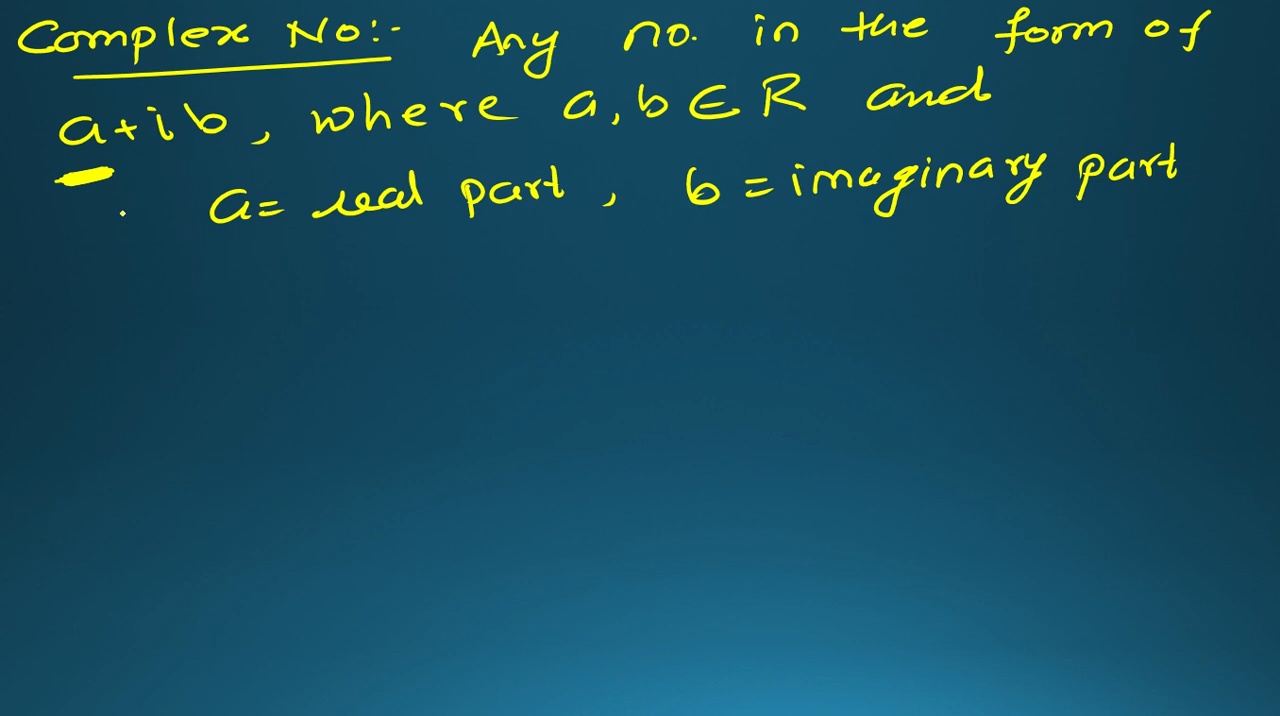 Complex No:- Any no. in the form of
a+ib, where a, b ∈ R and
a = real part, b = imaginary part